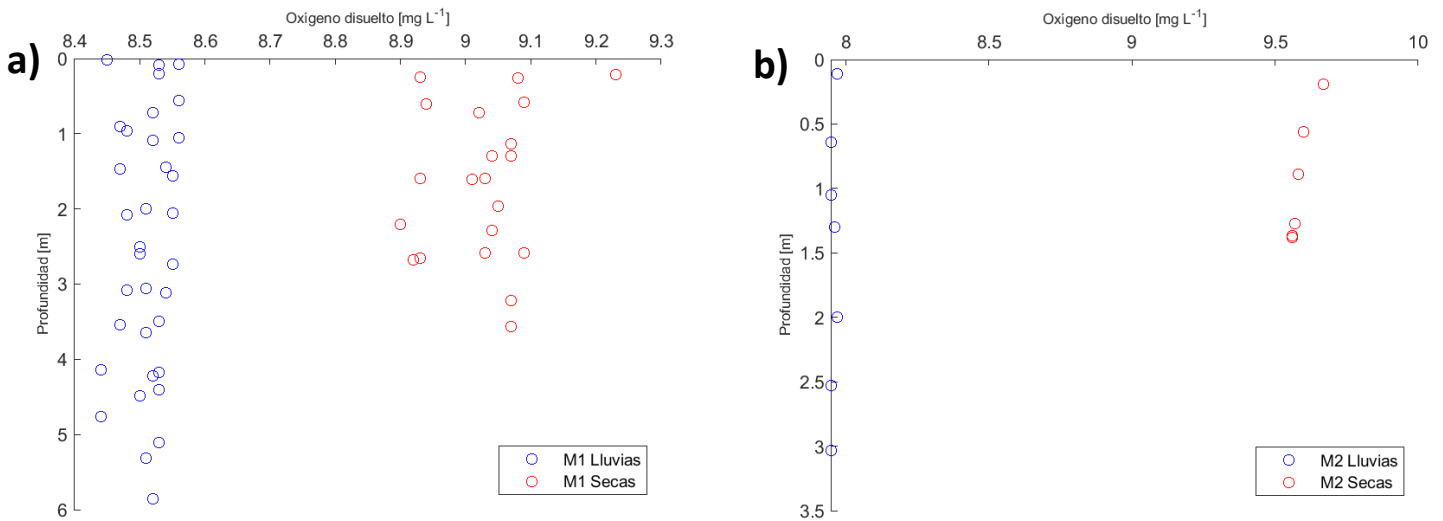 a)
Oxigeno disuelto [mg L-1]
8.4 8.5 8.6 8.7 8.8 8.9 9 9.1 9.2 9.3
0
1
2
3
4
5
6
Profundidad [m]
M1 Lluvias
M1 Secas
b)
Oxigeno disuelto [mg L-1]
8 8.5 9 9.5 10
0
0.5
1
1.5
2
2.5
3
3.5
Profundidad [m]
M2 Lluvias
M2 Secas